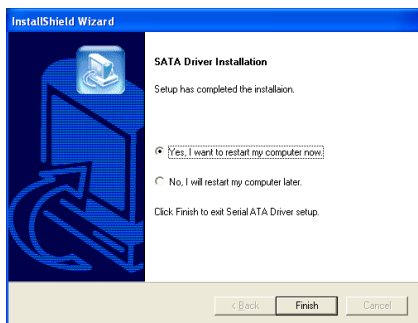 InstallShield Wizard
SATA Driver Installation
Setup has completed the installaion.
Yes, I want to restart my computer now.
No, I will restart my computer later.
Click Finish to exit Serial ATA Driver setup.
< Back Finish Cancel